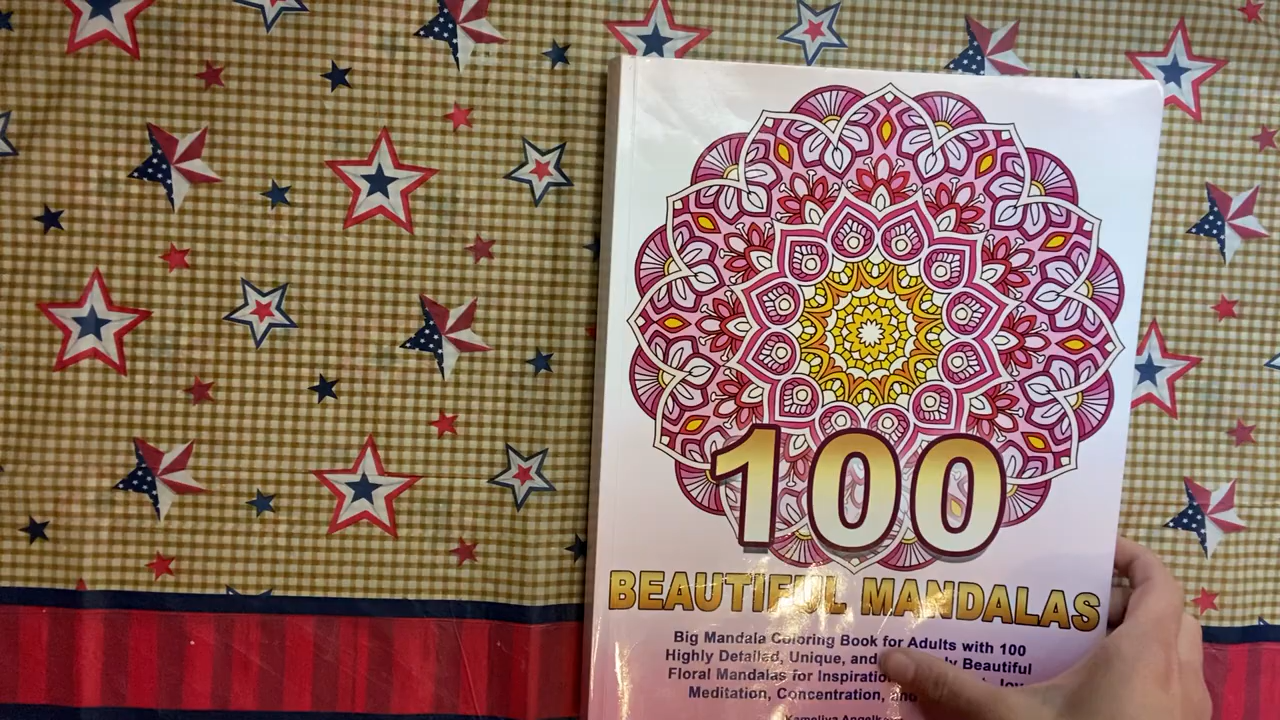 100
BEAUTIFUL MANDALAS
Big Mandala Coloring Book for Adults with 100
Highly Detailed, Unique, and Beautiful
Floral Mandalas for
Meditation, Concentration, and
Kameliya